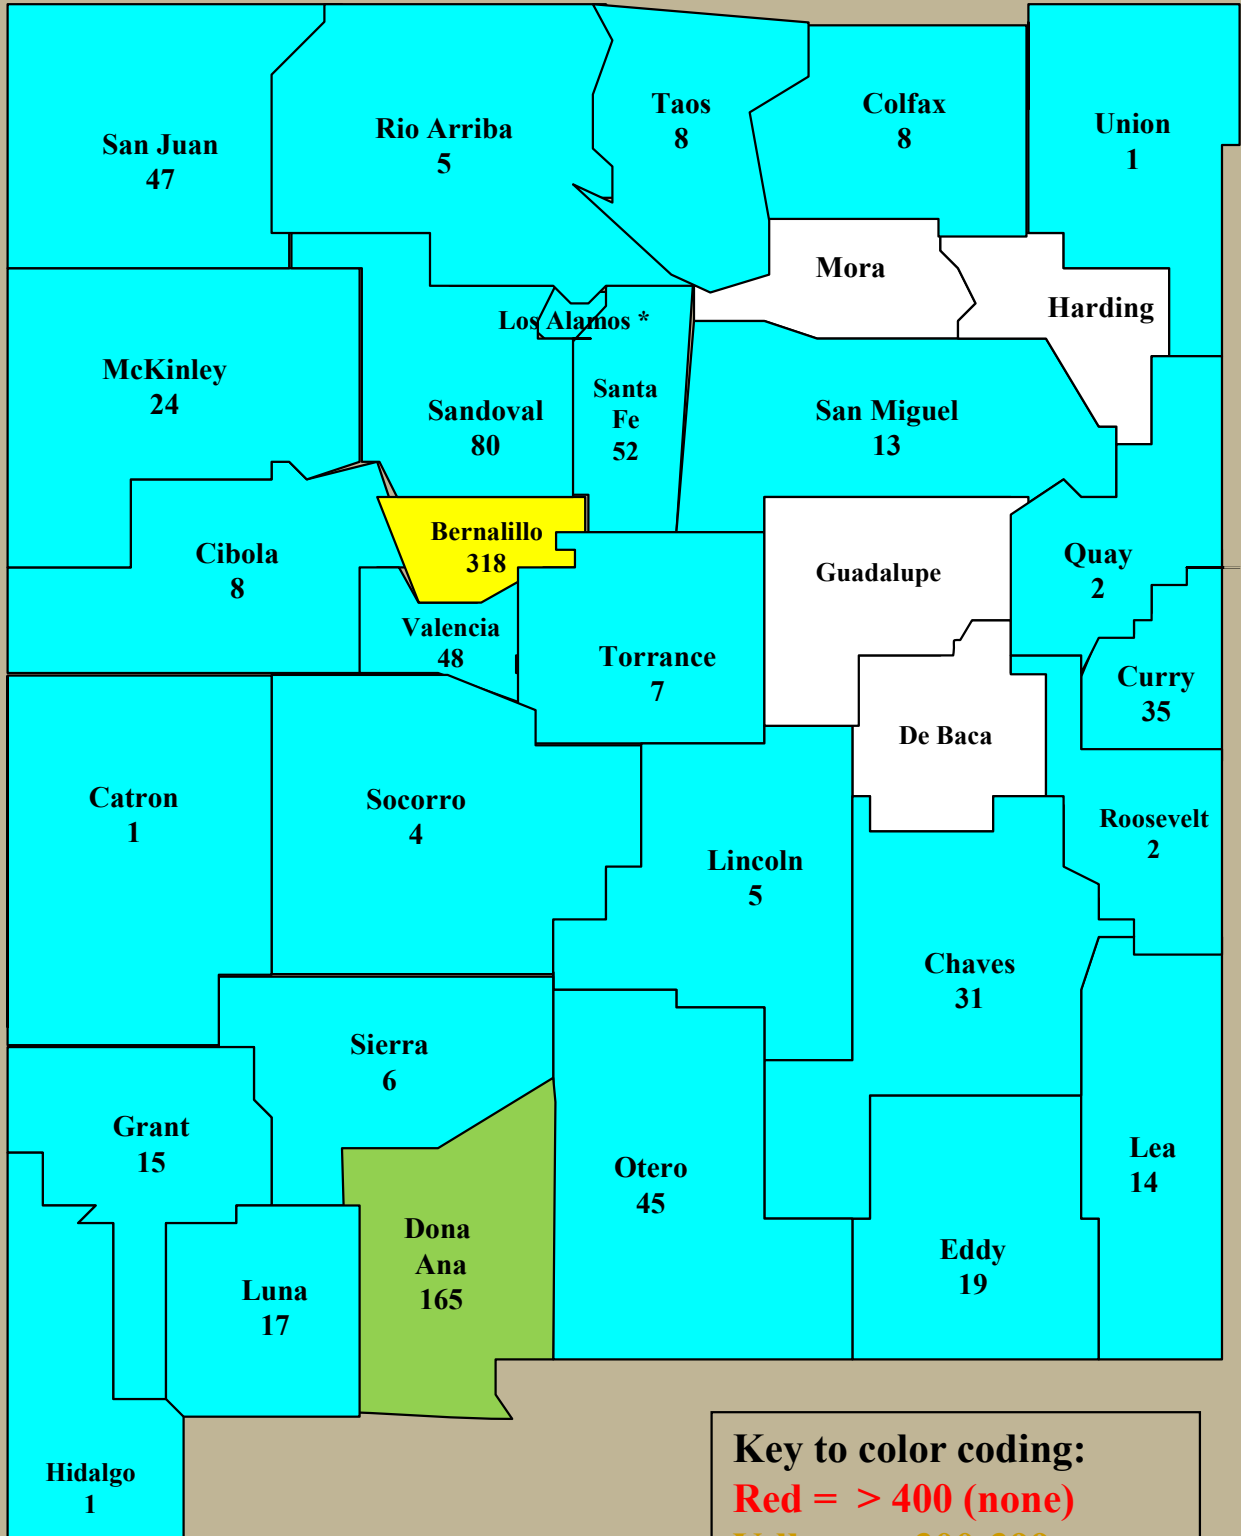 San Juan
47
Rio Arriba
5
Taos
8
Colfax
8
Union
1
Mora
Harding
Los Alamos *
McKinley
24
Sandoval
80
Santa
Fe
52
San Miguel
13
Bernalillo
318
Cibola
8
Guadalupe
Quay
2
Valencia
48
Torrance
7
Curry
35
De Baca
Catron
1
Socorro
4
Lincoln
5
Roosevelt
2
Chaves
31
Sierra
6
Grant
15
Otero
45
Lea
14
Dona
Ana
165
Eddy
19
Luna
17
Hidalgo
1
Key to color coding:
Red = > 400 (none)